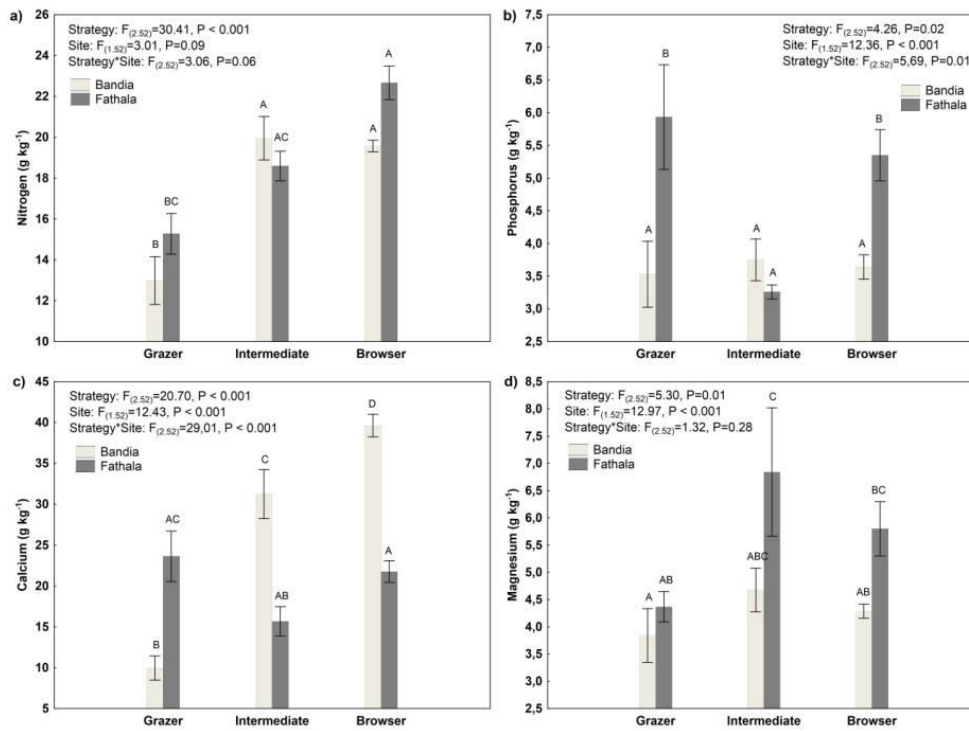 a)
Strategy: F(2.52)=30.41, P < 0.001
Site: F(1.52)=3.01, P=0.09
Strategy*Site: F(2.52)=3.06, P=0.06
Bandia
Fathala
Nitrogen (g kg-1)
26
24
22
20
18
16
14
12
10
B
BC
A
AC
A
A
Grazer Intermediate Browser
b)
Strategy: F(2.52)=4.26, P=0.02
Site: F(1.52)=12.36, P < 0.001
Strategy*Site: F(2.52)=5,69, P=0.01
Bandia
Fathala
Phosphorus (g kg-1)
7,5
7,0
6,5
6,0
5,5
5,0
4,5
4,0
3,5
3,0
2,5
A
B
A
A
A
B
Grazer Intermediate Browser
c)
Strategy: F(2.52)=20.70, P < 0.001
Site: F(1.52)=12.43, P < 0.001
Strategy*Site: F(2.52)=29,01, P < 0.001
Bandia
Fathala
Calcium (g kg-1)
45
40
35
30
25
20
15
10
5
B
AC
C
AB
D
A
Grazer Intermediate Browser
d)
Strategy: F(2.52)=5.30, P=0.01
Site: F(1.52)=12.97, P < 0.001
Strategy*Site: F(2.52)=1.32, P=0.28
Bandia
Fathala
Magnesium (g kg-1)
8,5
8,0
7,5
7,0
6,5
6,0
5,5
5,0
4,5
4,0
3,5
3,0
2,5
A
AB
ABC
C
AB
BC
Grazer Intermediate Browser